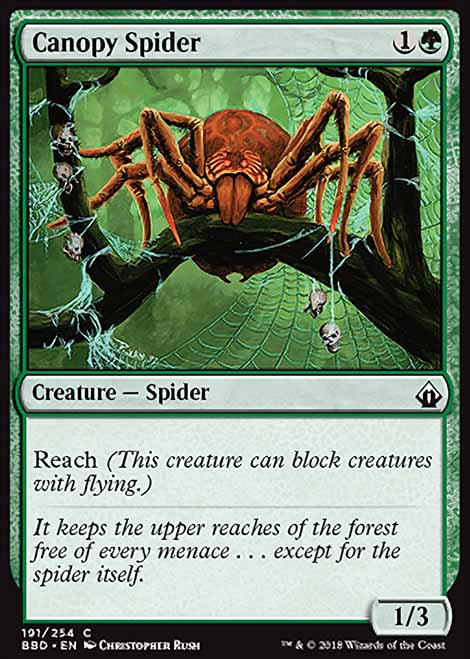 Canopy Spider 1
Creature — Spider
Reach (This creature can block creatures
with flying.)
It keeps the upper reaches of the forest
free of every menace . . . except for the
spider itself.
1/3
191/254 C
BBD • EN Christopher Rush
™ & © 2018 Wizards of the Coast